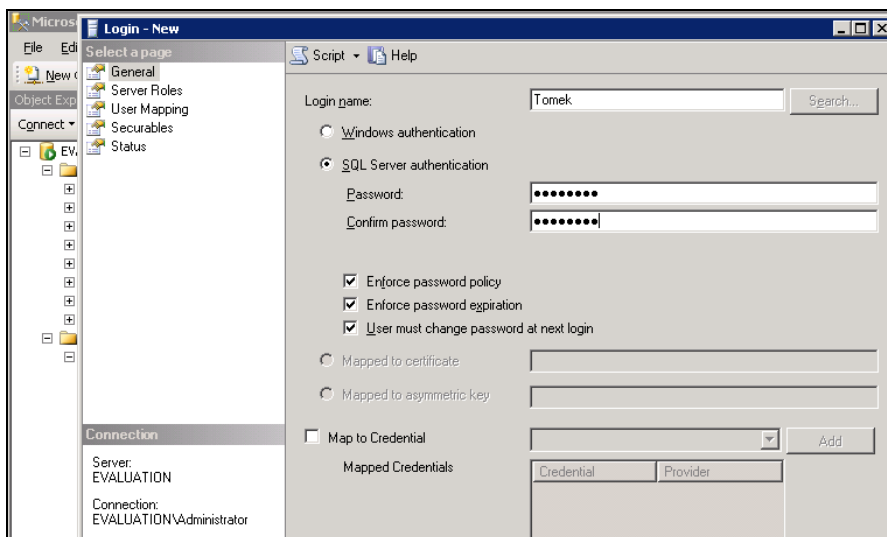 Micros
Login - New
File Edi
New
Object Exp
Connect
EV
Select a page
General
Server Roles
User Mapping
Securables
Status
Script Help
Login name: Tomek Search...
Windows authentication
SQL Server authentication
Password: ●●●●●●●●
Confirm password: ●●●●●●●●
Enforce password policy
Enforce password expiration
User must change password at next login
Mapped to certificate
Mapped to asymmetric key
Map to Credential Add
Mapped Credentials Credential Provider
Connection
Server:
EVALUATION
Connection:
EVALUATION\Administrator